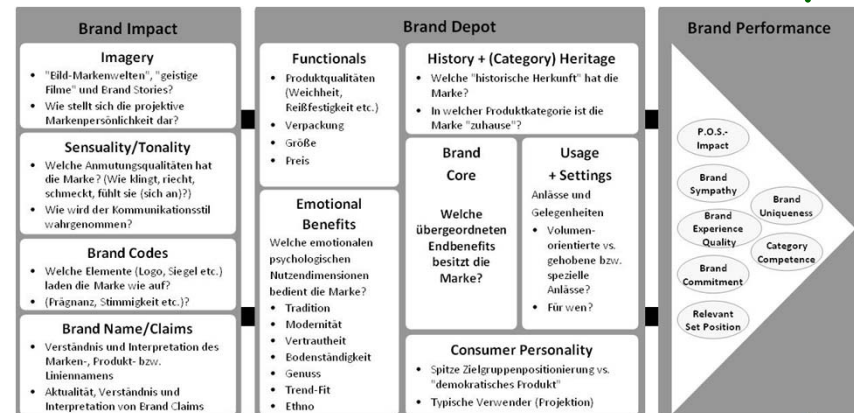 Brand Impact
Imagery
• "Bild-Markenwelten", "geistige
Filme" und Brand Stories?
• Wie stellt sich die projektive
Markenpersönlichkeit dar?
Sensuality/Tonality
• Welche Anmutungsqualitäten hat
die Marke? (Wie klingt, riecht,
schmeckt, fühlt sie (sich an)?)
• Wie wird der Kommunikationsstil
wahrgenommen?
Brand Codes
• Welche Elemente (Logo, Siegel etc.)
laden die Marke wie auf?
• (Prägnanz, Stimmigkeit etc.)?
Brand Name/Claims
• Verständnis und Interpretation des
Marken-, Produkt- bzw.
Liniennamens
• Aktualität, Verständnis und
Interpretation von Brand Claims
Brand Depot
Functionals
• Produktqualitäten
(Weichheit,
Reißfestigkeit etc.)
• Verpackung
• Größe
• Preis
Emotional
Benefits
Welche emotionalen
psychologischen
Nutzendimensionen
bedient die Marke?
• Tradition
• Modernität
• Vertrautheit
• Bodenständigkeit
• Genuss
• Trend-Fit
• Ethno
History + (Category) Heritage
• Welche "historische Herkunft" hat die
Marke?
• In welcher Produktkategorie ist die
Marke "zuhause"?
Brand
Core
Welche
übergeordneten
Endbenefits
besitzt die
Marke?
Usage
+ Settings
Anlässe und
Gelegenheiten
• Volumen-
orientierte vs.
gehobene bzw.
spezielle
Anlässe?
• Für wen?
Consumer Personality
• Spitze Zielgruppenpositionierung vs.
"demokratisches Produkt"
• Typische Verwender (Projektion)
Brand Performance
P.O.S.-
Impact
Brand
Sympathy
Brand
Uniqueness
Brand
Experience
Quality
Category
Competence
Brand
Commitment
Relevant
Set Position